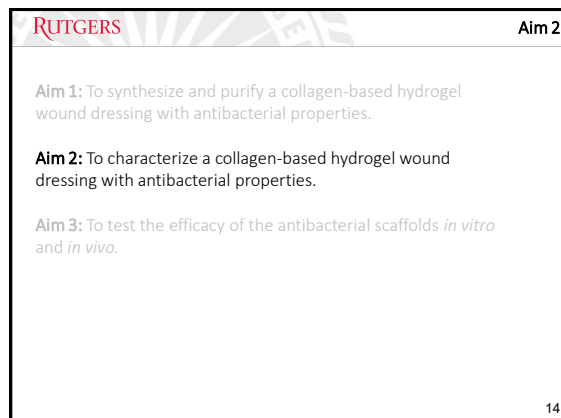 RUTGERS
Aim 2
Aim 1: To synthesize and purify a collagen-based hydrogel
wound dressing with antibacterial properties.
Aim 2: To characterize a collagen-based hydrogel wound
dressing with antibacterial properties.
Aim 3: To test the efficacy of the antibacterial scaffolds in vitro
and in vivo.
14